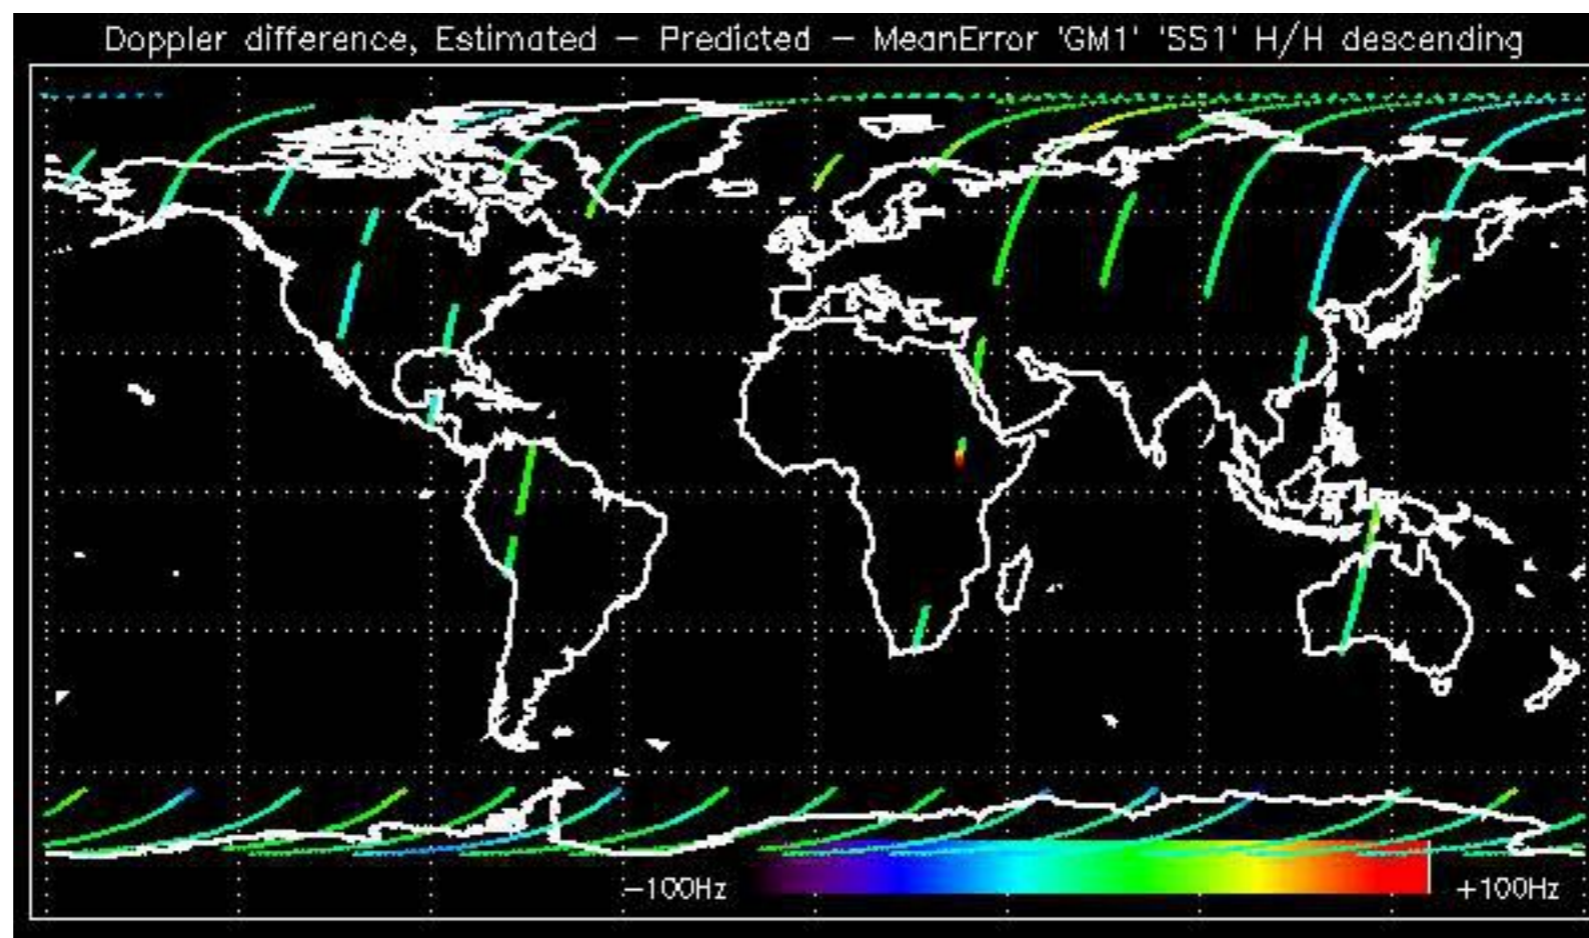 Doppler difference, Estimated – Predicted – MeanError 'GM1' 'SS1' H/H descending
–100Hz +100Hz